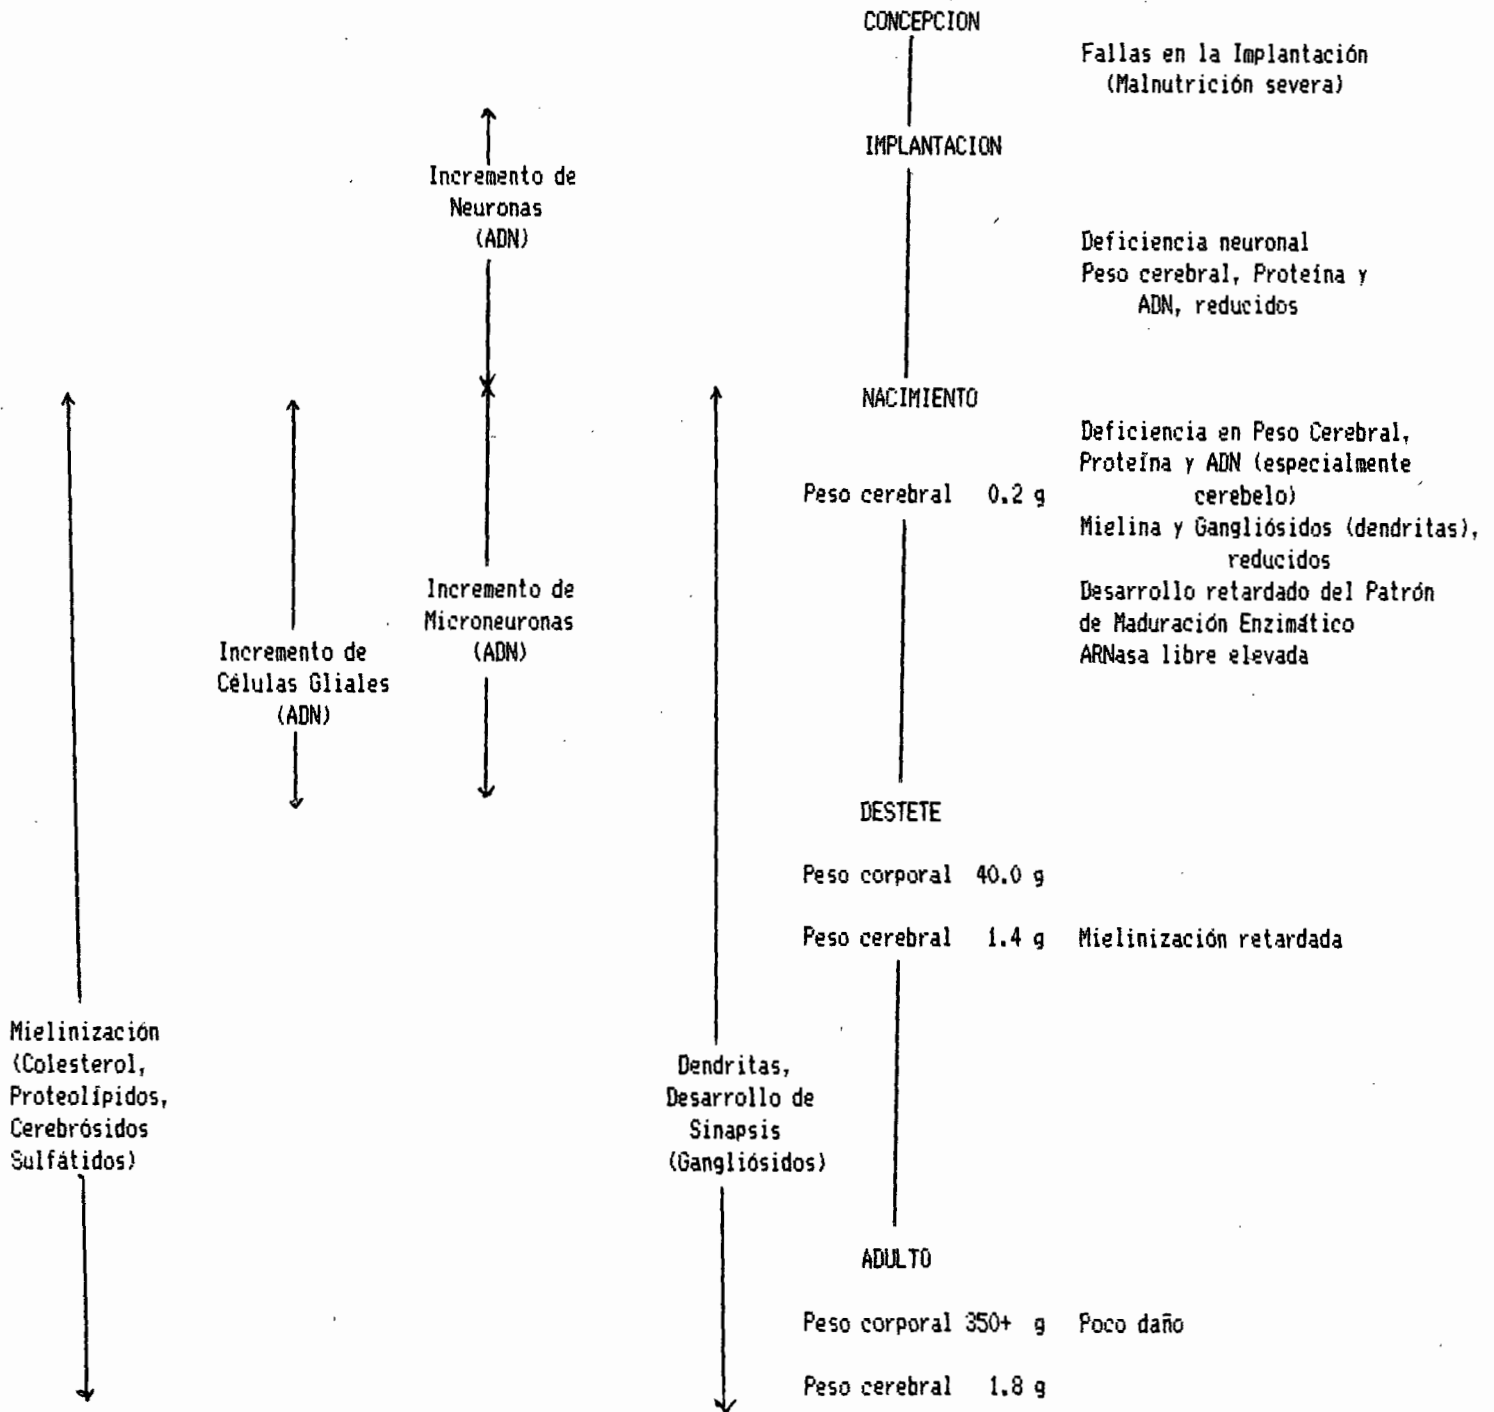 CONCEPCION
Fallas en la Implantación
(Malnutrición severa)
IMPLANTACION
Incremento de
Neuronas
(ADN)
Deficiencia neuronal
Peso cerebral, Proteína y
ADN, reducidos
NACIMIENTO
Peso cerebral 0.2 g
Deficiencia en Peso Cerebral,
Proteína y ADN (especialmente
cerebelo)
Mielina y Gangliósidos (dendritas),
reducidos
Desarrollo retardado del Patrón
de Maduración Enzimático
ARNasa libre elevada
Incremento de
Microneuronas
(ADN)
Incremento de
Células Gliales
(ADN)
DESTETE
Peso corporal 40.0 g
Peso cerebral 1.4 g Mielinización retardada
Mielinización
(Colesterol,
Proteolípidos,
Cerebrósidos
Sulfátidos)
Dendritas,
Desarrollo de
Sinapsis
(Gangliósidos)
ADULTO
Peso corporal 350+ g Poco daño
Peso cerebral 1.8 g